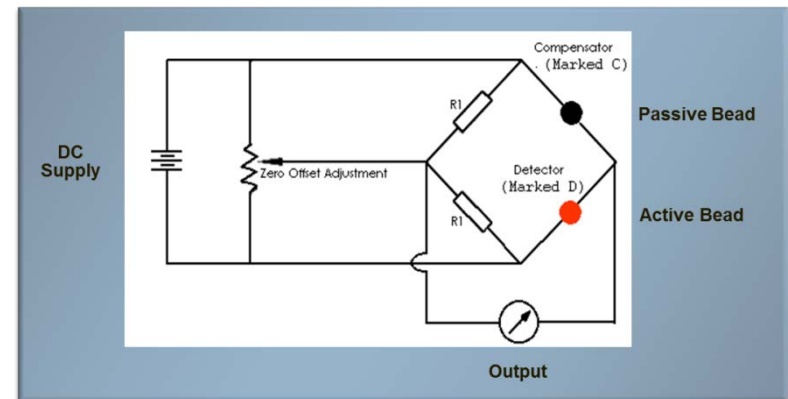 Compensator
. (Marked C)
R1
Passive Bead
DC
Supply
Zero Offset Adjustment
Detector
(Marked D)
R1
Active Bead
Output